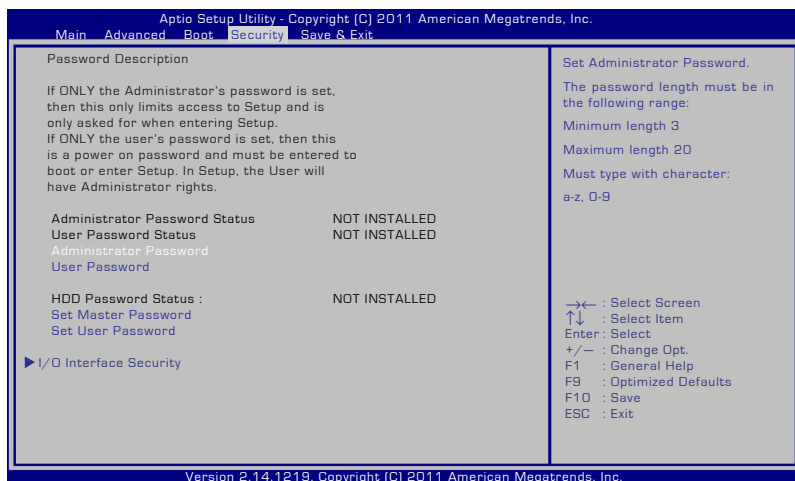 Aptio Setup Utility - Copyright (C) 2011 American Megatrends, Inc.
Main Advanced Boot Security Save & Exit
Password Description
If ONLY the Administrator's password is set,
then this only limits access to Setup and is
only asked for when entering Setup.
If ONLY the user's password is set, then this
is a power on password and must be entered to
boot or enter Setup. In Setup, the User will
have Administrator rights.
Administrator Password Status NOT INSTALLED
User Password Status NOT INSTALLED
Administrator Password
User Password
HDD Password Status : NOT INSTALLED
Set Master Password
Set User Password
▶ I/O Interface Security
Set Administrator Password.
The password length must be in
the following range:
Minimum length 3
Maximum length 20
Must type with character:
a-z, 0-9
→← : Select Screen
↑↓ : Select Item
Enter : Select
+/— : Change Opt.
F1 : General Help
F9 : Optimized Defaults
F10 : Save
ESC : Exit
Version 2.14.1219. Copyright (C) 2011 American Megatrends, Inc.